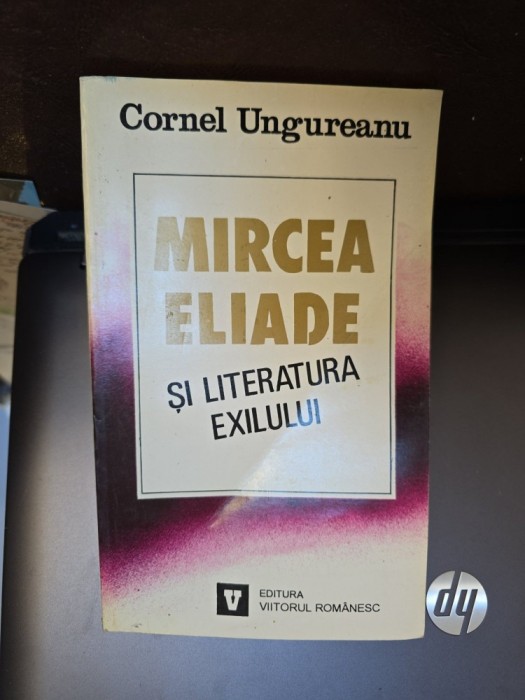 Cornel Ungureanu
MIRCEA
ELIADE
ȘI LITERATURA
EXILULUI
V
EDITURA
VIITORUL ROMÂNESC